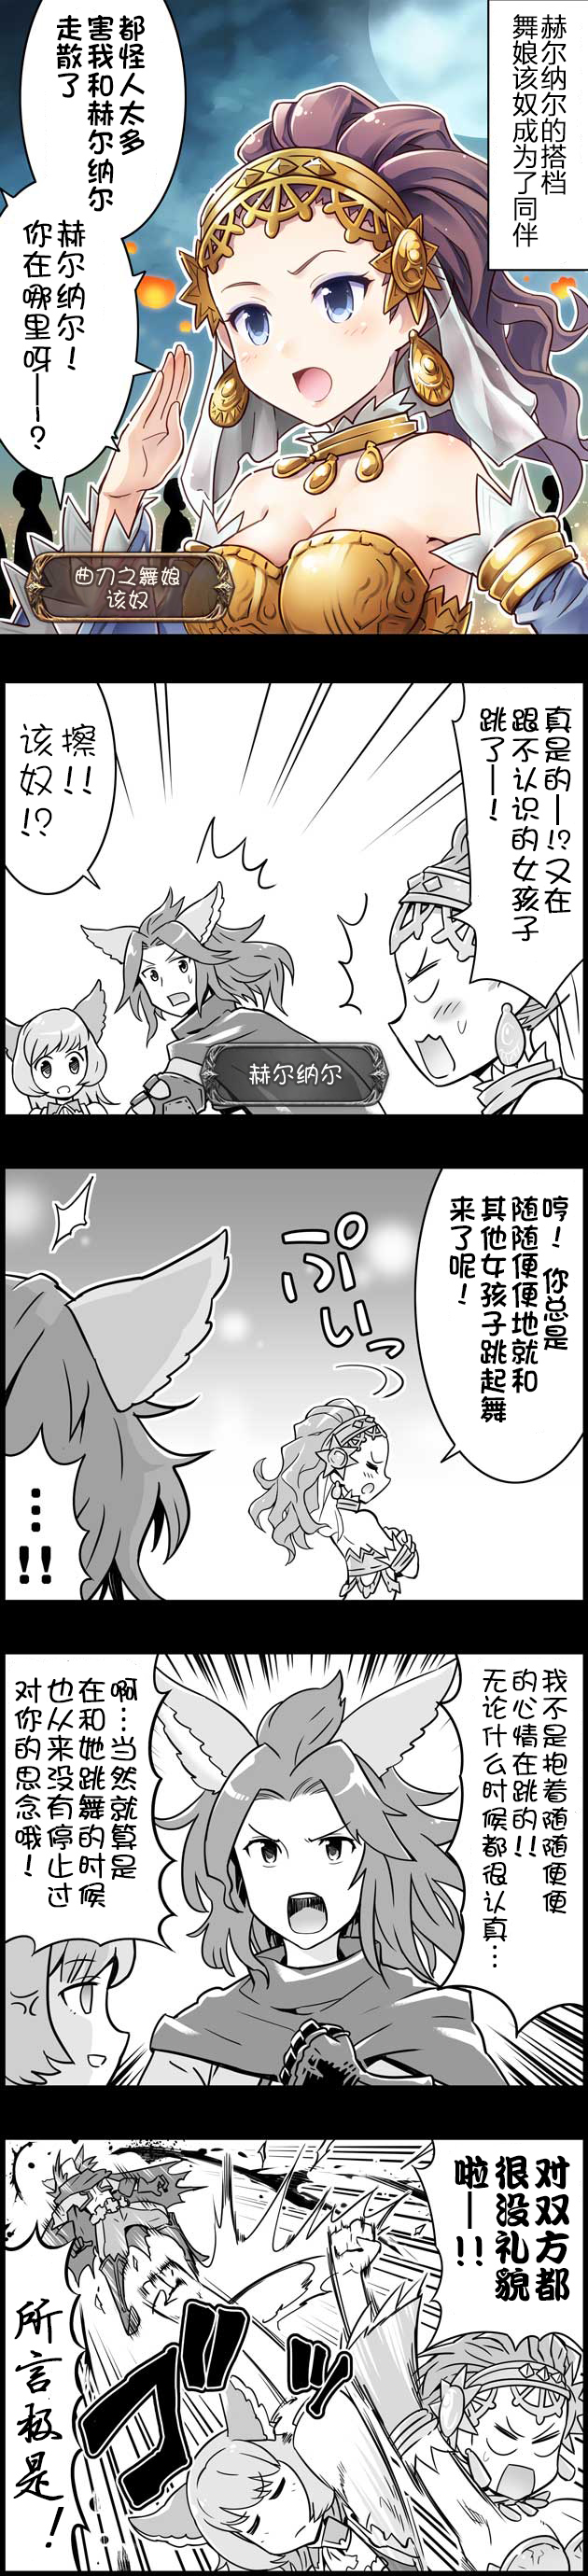 赫尔纳尔的搭档
舞娘该奴成为了同伴
都怪人太多
害我和赫尔纳尔
走散了
赫尔纳尔！
你在哪里呀——!?
曲刀之舞娘
该奴
真是的—!?又在
跟不认识的女孩子
跳了—！
擦!!
该奴!?
赫尔纳尔
哼！你总是
随随便便地就和
其他女孩子跳起舞
来了呢！
ぷいっ
…!!
我不是抱着随随便便
的心情在跳的!!
无论什么时候都很认真…
啊…当然就算是
在和她跳舞的时候
也从来没有停止过
对你的思念哦！
对双方都
很没礼貌
啦—!!
ゴッ
所言极是！